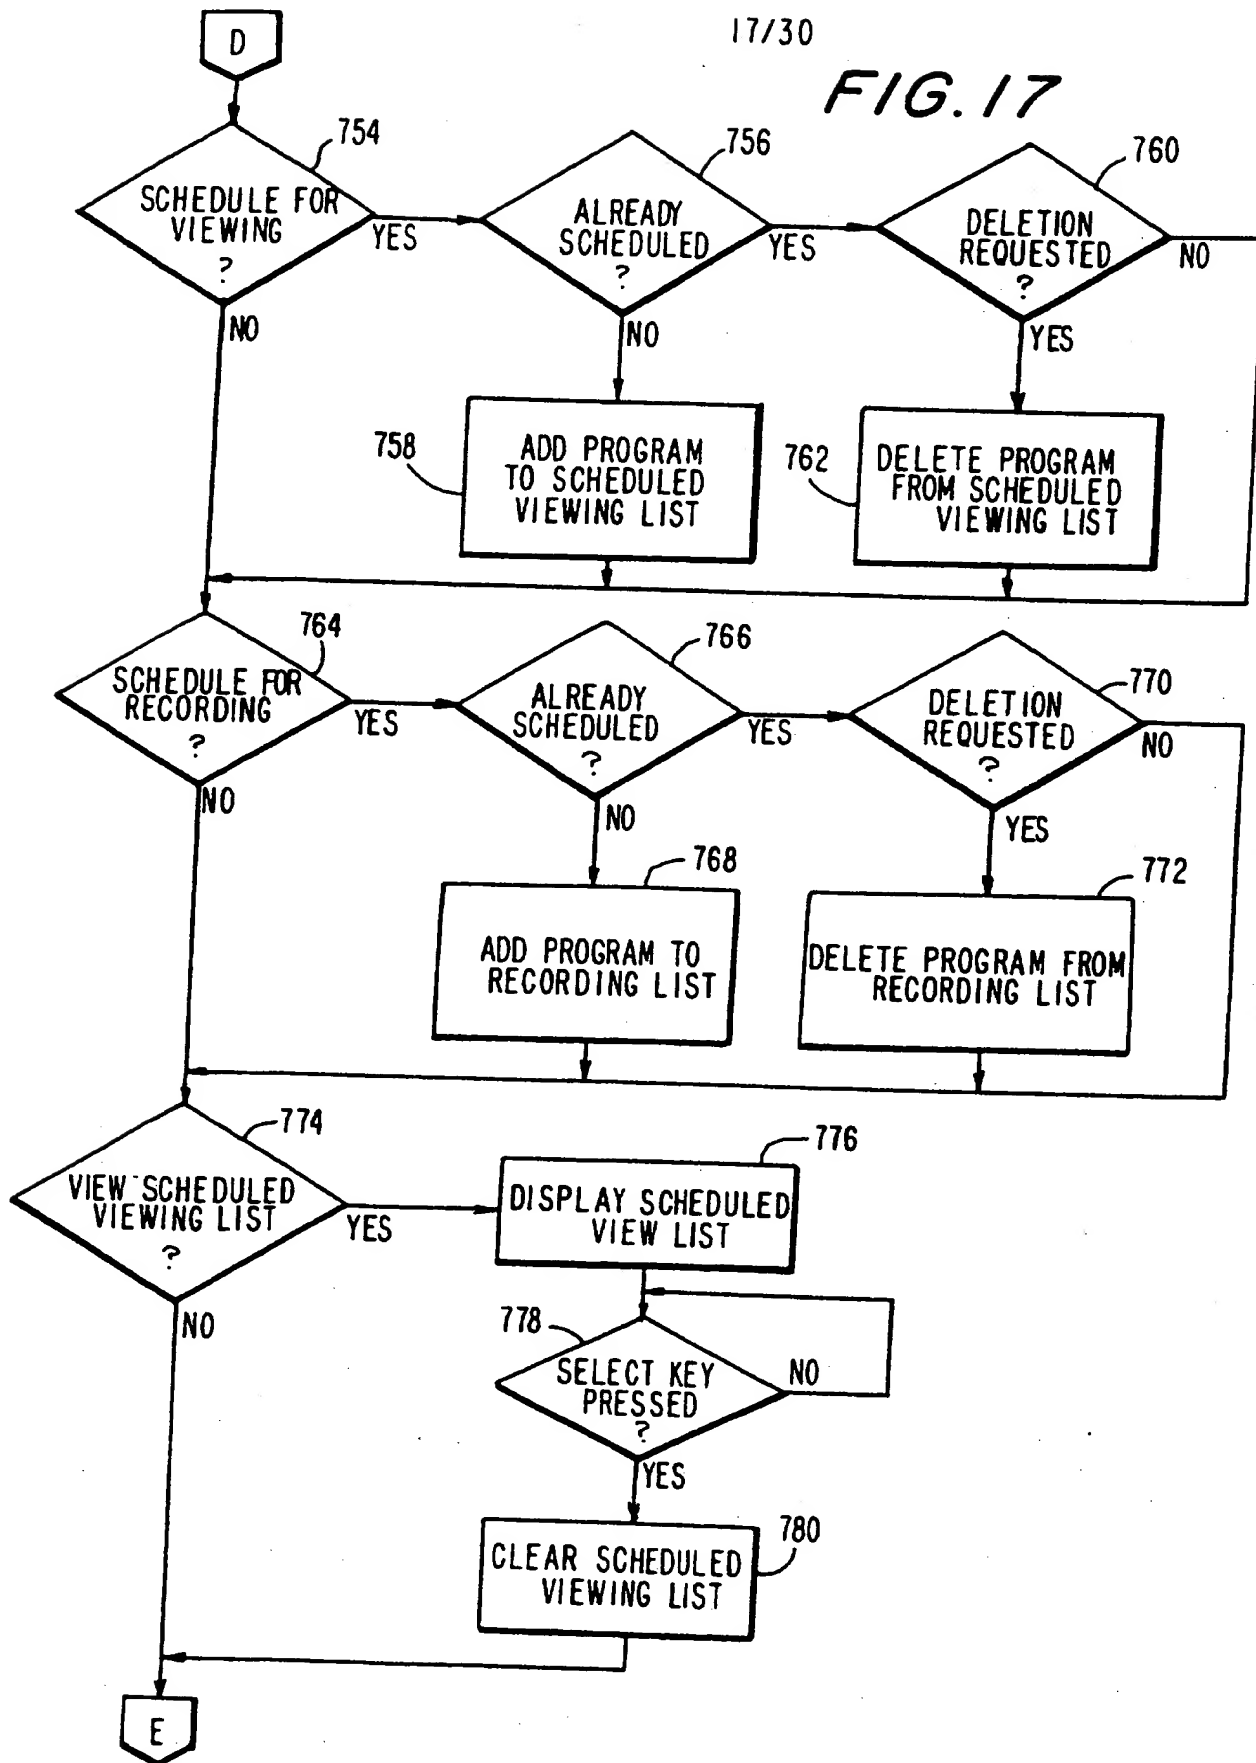 17/30
FIG. 17
D
754
SCHEDULE FOR
VIEWING
?
YES
NO
756
ALREADY
SCHEDULED
?
YES
NO
760
DELETION
REQUESTED
?
NO
YES
758
ADD PROGRAM
TO SCHEDULED
VIEWING LIST
762
DELETE PROGRAM
FROM SCHEDULED
VIEWING LIST
764
SCHEDULE FOR
RECORDING
?
YES
NO
766
ALREADY
SCHEDULED
?
YES
NO
770
DELETION
REQUESTED
?
NO
YES
768
ADD PROGRAM TO
RECORDING LIST
772
DELETE PROGRAM FROM
RECORDING LIST
774
VIEW SCHEDULED
VIEWING LIST
?
YES
NO
776
DISPLAY SCHEDULED
VIEW LIST
778
SELECT KEY
PRESSED
?
NO
YES
780
CLEAR SCHEDULED
VIEWING LIST
E